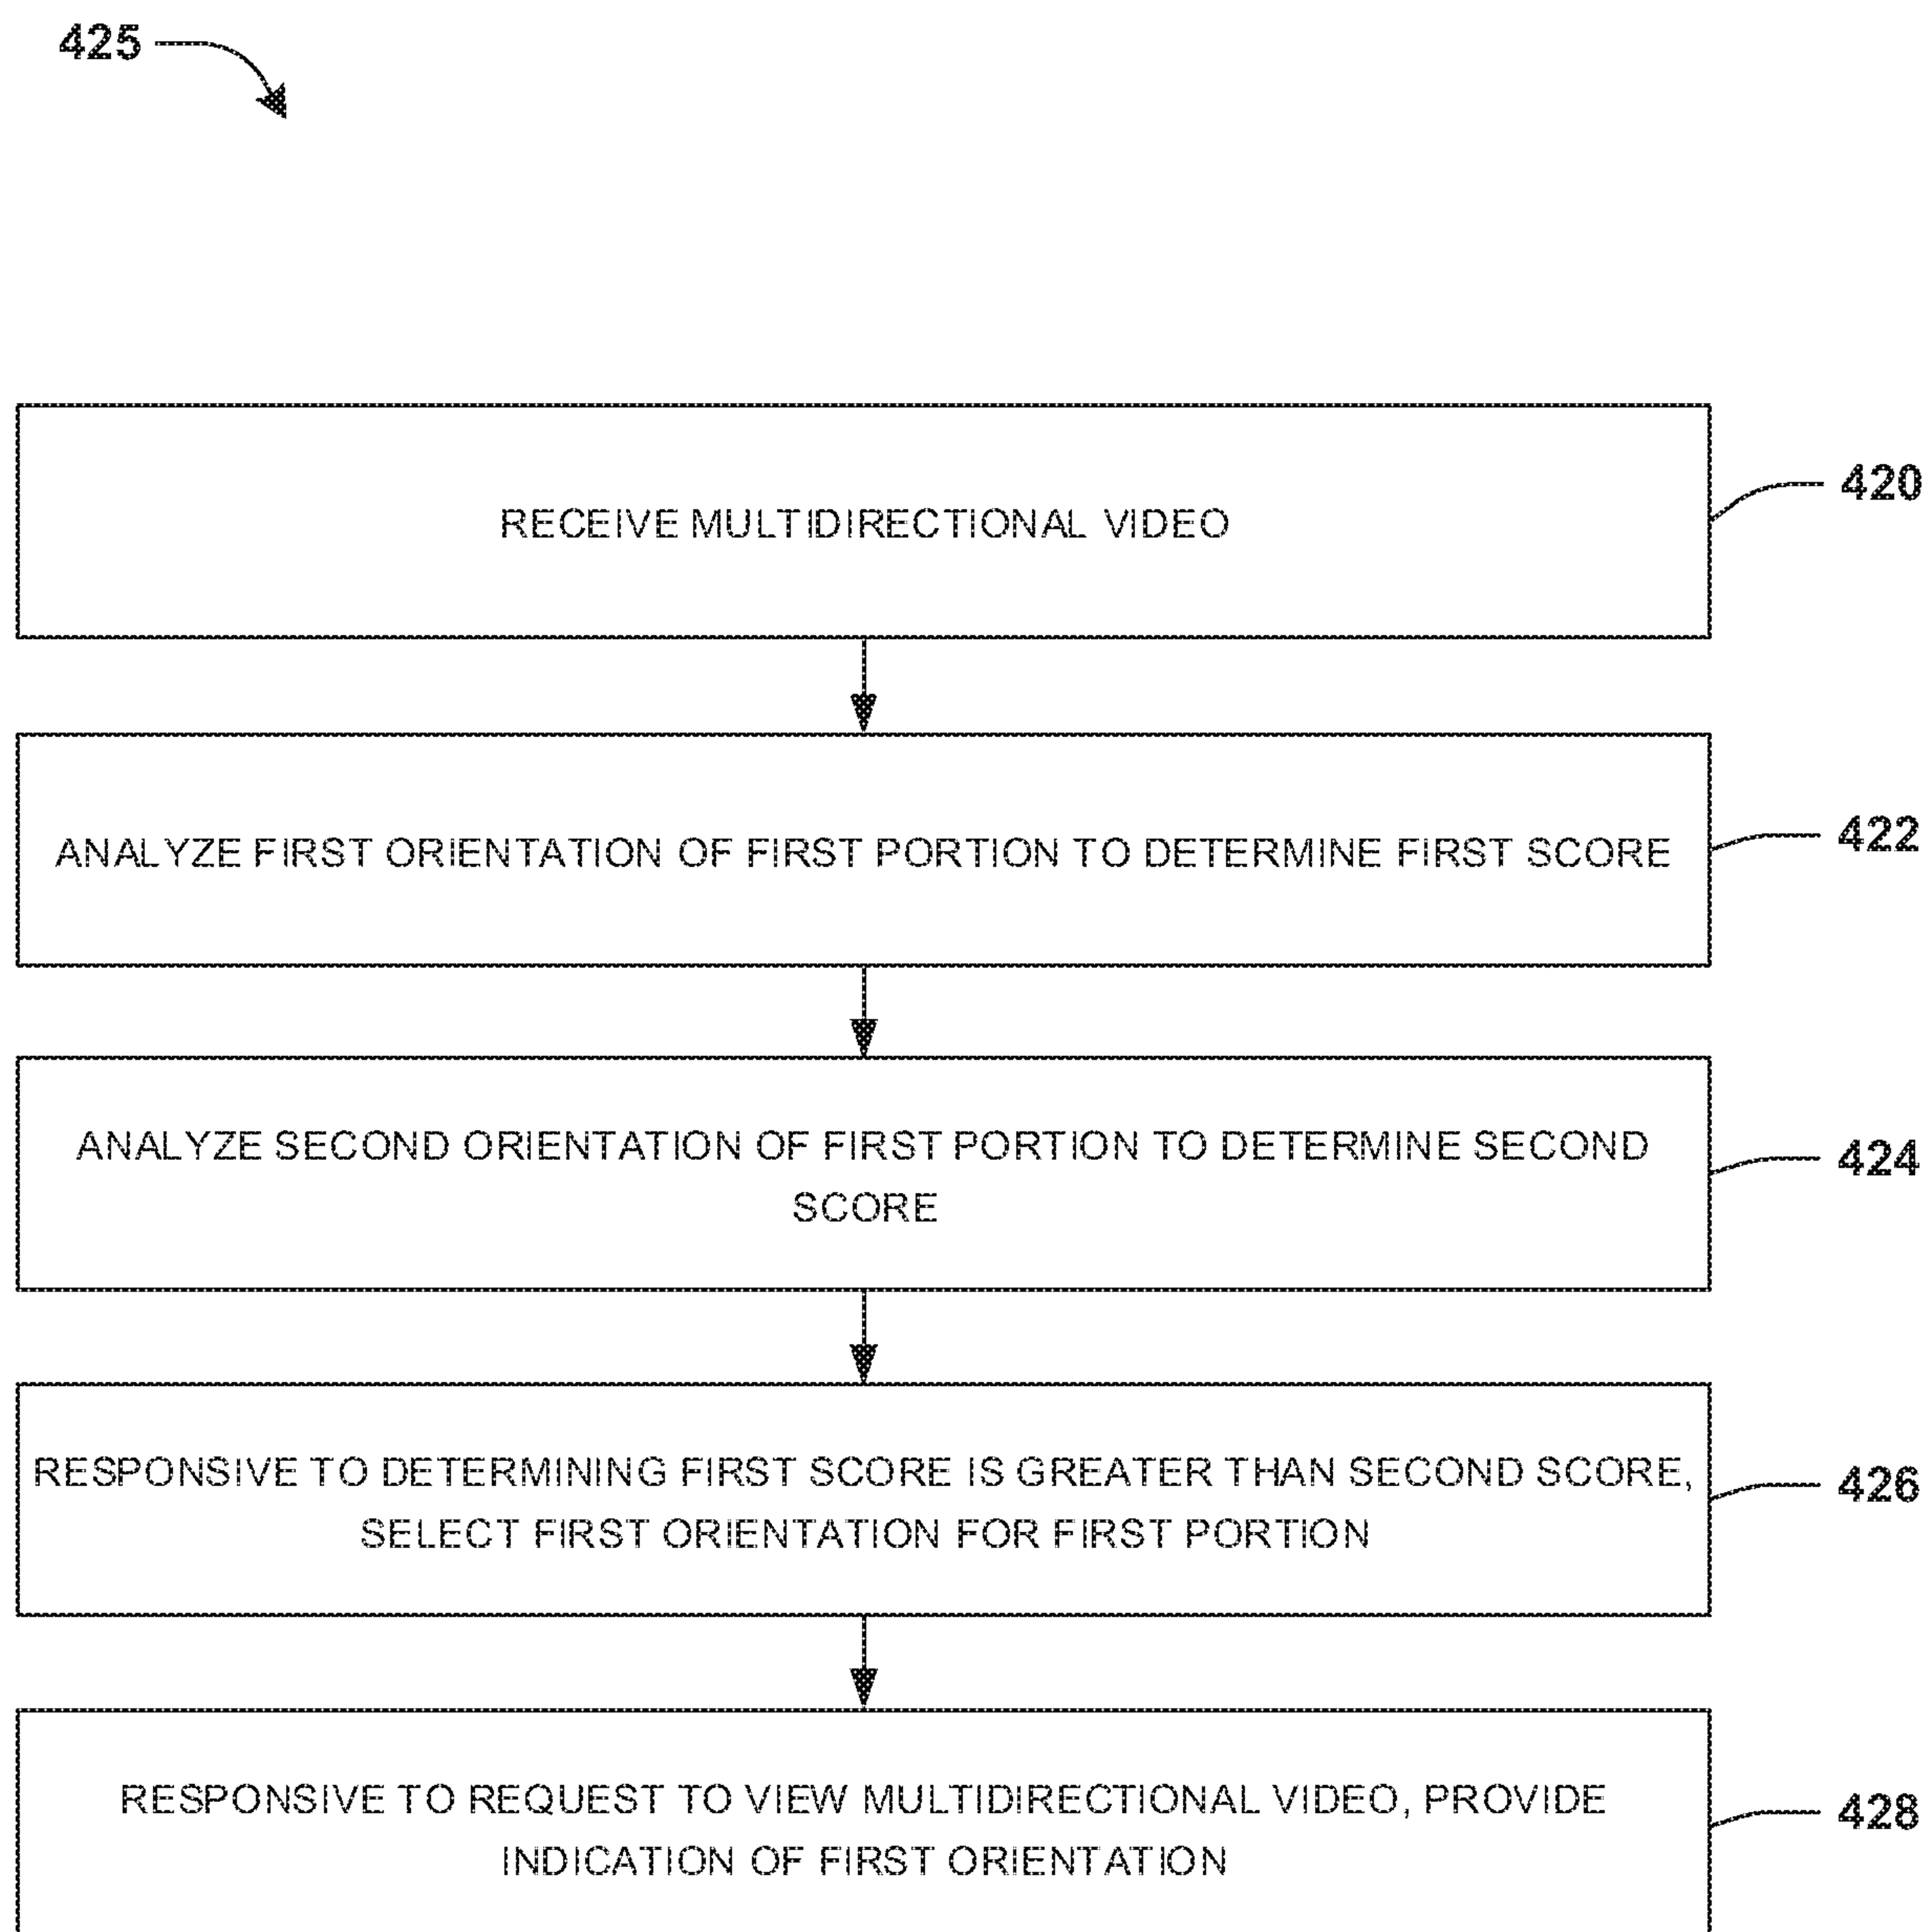 425
RECEIVE MULTIDIRECTIONAL VIDEO
420
ANALYZE FIRST ORIENTATION OF FIRST PORTION TO DETERMINE FIRST SCORE
422
ANALYZE SECOND ORIENTATION OF FIRST PORTION TO DETERMINE SECOND
SCORE
424
RESPONSIVE TO DETERMINING FIRST SCORE IS GREATER THAN SECOND SCORE,
SELECT FIRST ORIENTATION FOR FIRST PORTION
426
RESPONSIVE TO REQUEST TO VIEW MULTIDIRECTIONAL VIDEO, PROVIDE
INDICATION OF FIRST ORIENTATION
428